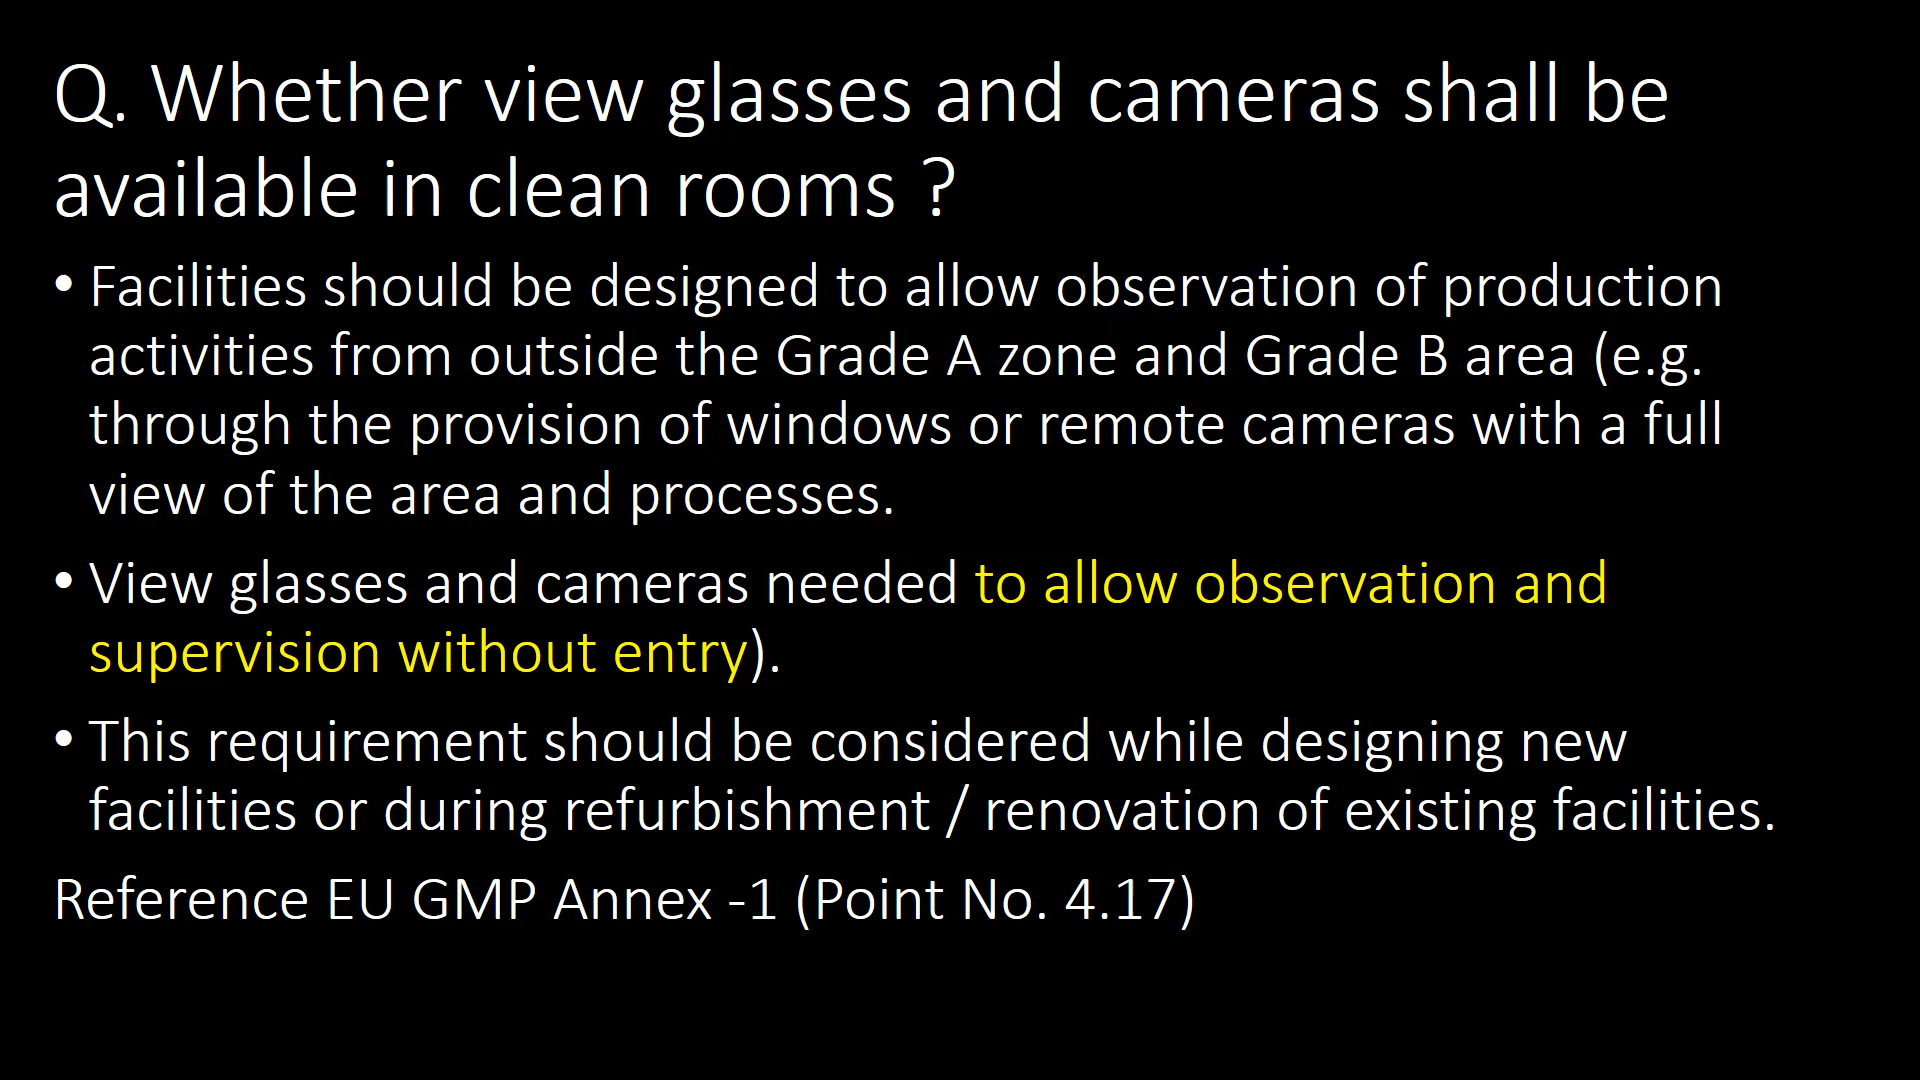 Q. Whether view glasses and cameras shall be
available in clean rooms ?
• Facilities should be designed to allow observation of production
activities from outside the Grade A zone and Grade B area (e.g.
through the provision of windows or remote cameras with a full
view of the area and processes.
• View glasses and cameras needed to allow observation and
supervision without entry).
• This requirement should be considered while designing new
facilities or during refurbishment / renovation of existing facilities.
Reference EU GMP Annex -1 (Point No. 4.17)